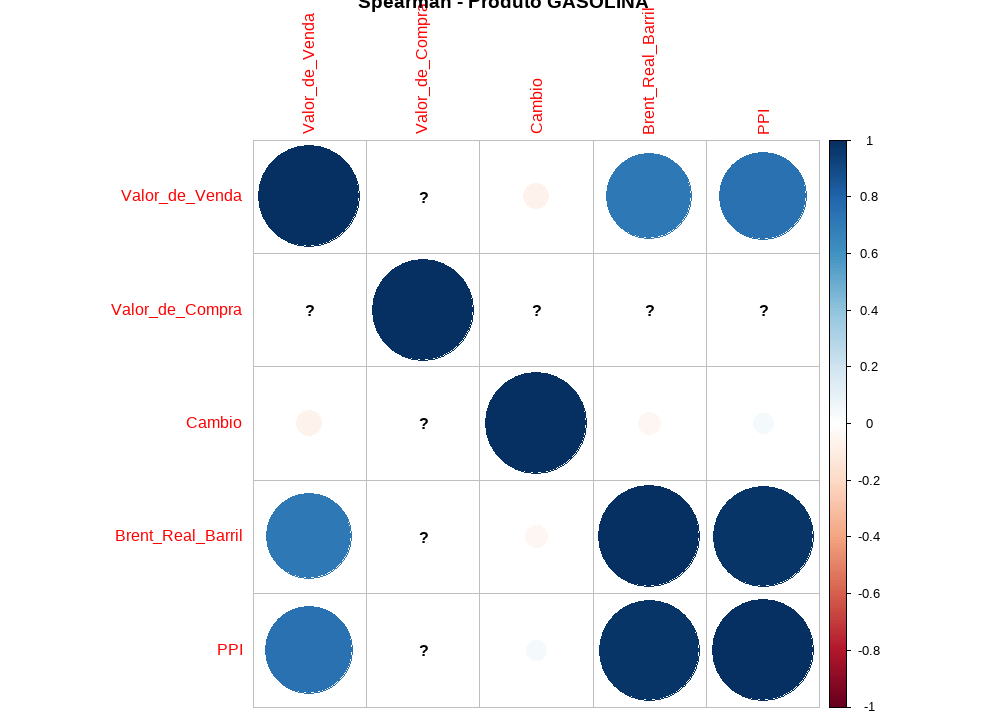 Spearman - Produto GASOLINA
Valor_de_Venda
Valor_de_Compra
Cambio
Brent_Real_Barril
PPI
Valor_de_Venda ?
Valor_de_Compra ? ? ? ?
Cambio ?
Brent_Real_Barril ?
PPI ?
1
0.8
0.6
0.4
0.2
0
-0.2
-0.4
-0.6
-0.8
-1